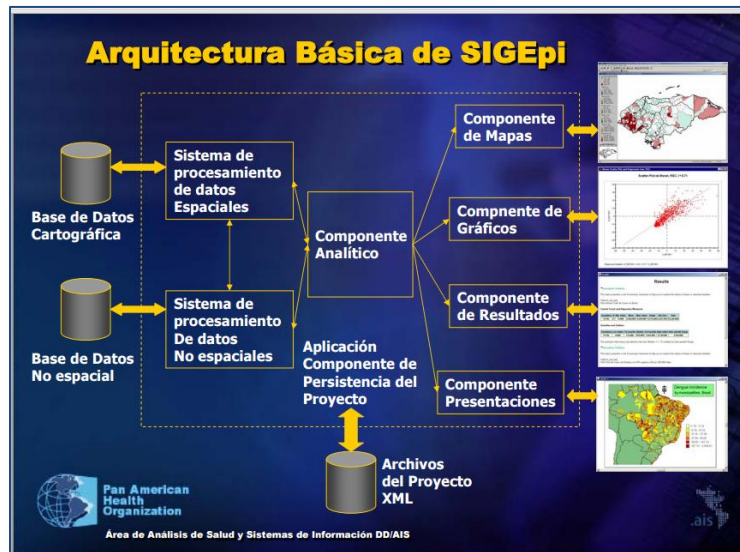 Arquitectura Básica de SIGEpi
Base de Datos
Cartográfica
Base de Datos
No espacial
Sistema de
procesamiento
de datos
Espaciales
Sistema de
procesamiento
De datos
No espaciales
Componente
Analítico
Aplicación
Componente de
Persistencia del
Proyecto
Archivos
del Proyecto
XML
Componente
de Mapas
Compnente de
Gráficos
Componente
de Resultados
Componente
Presentaciones
Results
Dengue Incidence
by municipalities, Brazil
Pan American
Health
Organization
Área de Análisis de Salud y Sistemas de Información DD/AIS
.ais